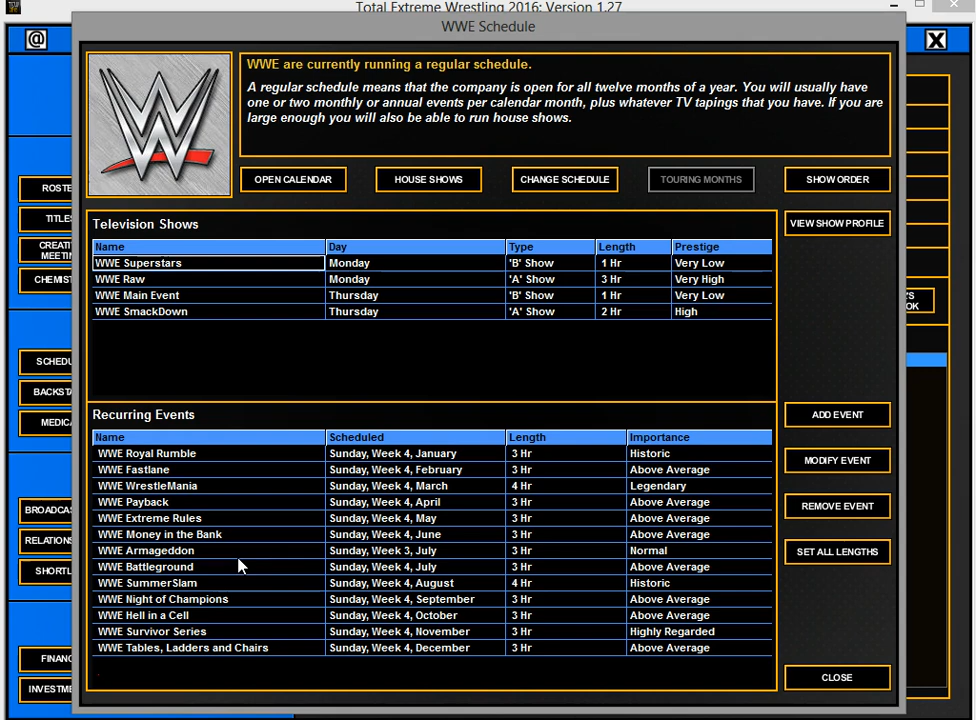 Total Extreme Wrestling 2016: Version 1.27
WWE Schedule
@
X
WWE are currently running a regular schedule.
A regular schedule means that the company is open for all twelve months of a year. You will usually have
one or two monthly or annual events per calendar month, plus whatever TV tapings that you have. If you are
large enough you will also be able to run house shows.
OPEN CALENDAR HOUSE SHOWS CHANGE SCHEDULE TOURING MONTHS SHOW ORDER
VIEW SHOW PROFILE
Television Shows
Name Day Type Length Prestige
WWE Superstars Monday 'B' Show 1 Hr Very Low
WWE Raw Monday 'A' Show 3 Hr Very High
WWE Main Event Thursday 'B' Show 1 Hr Very Low
WWE SmackDown Thursday 'A' Show 2 Hr High
Recurring Events
Name Scheduled Length Importance
WWE Royal Rumble Sunday, Week 4, January 3 Hr Historic
WWE Fastlane Sunday, Week 4, February 3 Hr Above Average
WWE WrestleMania Sunday, Week 4, March 4 Hr Legendary
WWE Payback Sunday, Week 4, April 3 Hr Above Average
WWE Extreme Rules Sunday, Week 4, May 3 Hr Above Average
WWE Money in the Bank Sunday, Week 4, June 3 Hr Above Average
WWE Armageddon Sunday, Week 3, July 3 Hr Normal
WWE Battleground Sunday, Week 4, July 3 Hr Above Average
WWE SummerSlam Sunday, Week 4, August 4 Hr Historic
WWE Night of Champions Sunday, Week 4, September 3 Hr Above Average
WWE Hell in a Cell Sunday, Week 4, October 3 Hr Above Average
WWE Survivor Series Sunday, Week 4, November 3 Hr Highly Regarded
WWE Tables, Ladders and Chairs Sunday, Week 4, December 3 Hr Above Average
ADD EVENT
MODIFY EVENT
REMOVE EVENT
SET ALL LENGTHS
CLOSE
ROSTE
TITLE
CREATI
MEETI
CHEMIST
SCHEDU
BACKSTA
MEDICA
BROADCAS
RELATIONS
SHORTL
FINANC
INVESTME
'S
OK